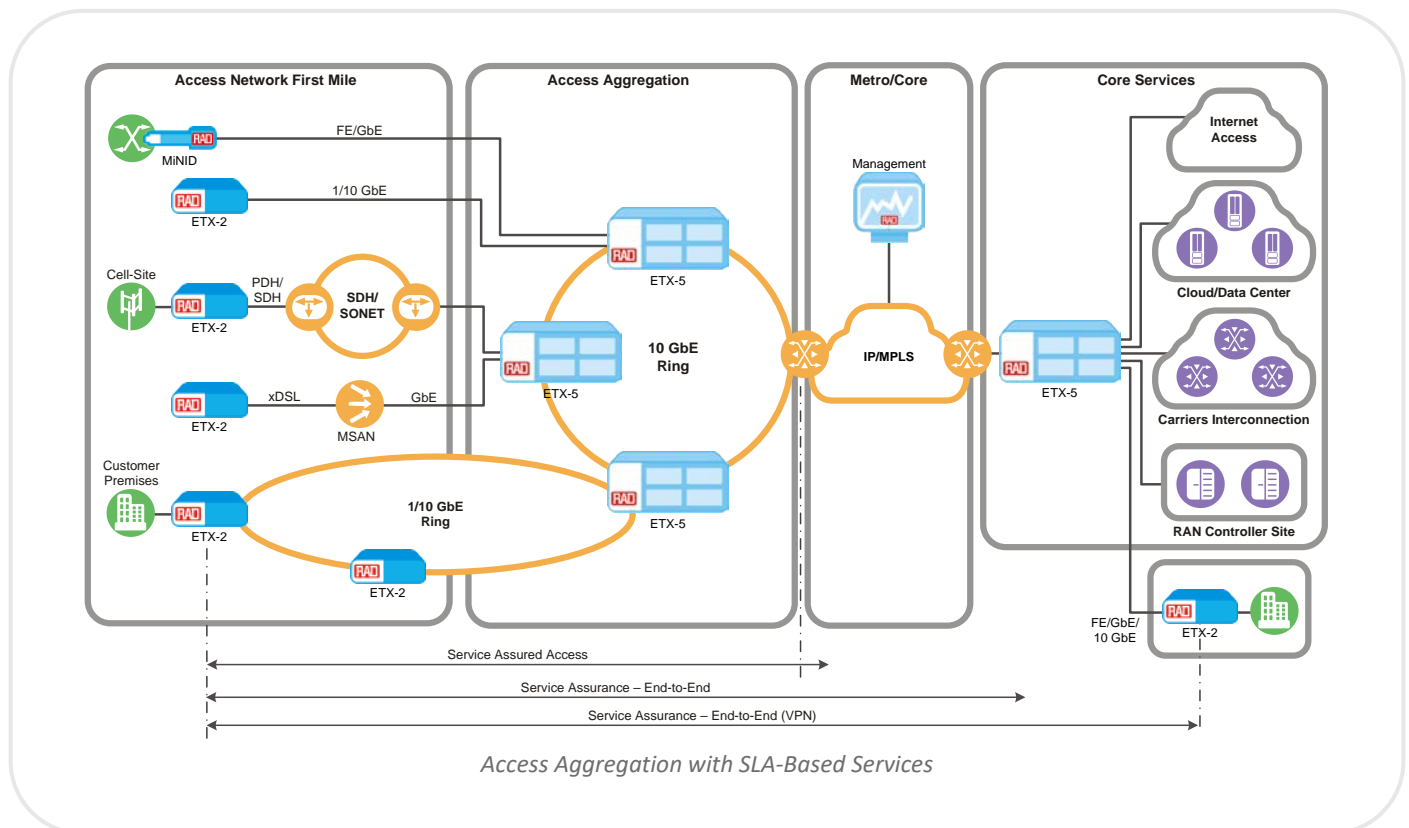 Access Network First Mile
Access Aggregation
Metro/Core
Core Services
FE/GbE
RAD
MiNID
1/10 GbE
RAD
ETX-2
Cell-Site
RAD
ETX-2
PDH/
SDH
SDH/
SONET
RAD
ETX-2
xDSL
MSAN
GbE
Customer
Premises
RAD
ETX-2
1/10 GbE
Ring
RAD
ETX-2
RAD
ETX-5
RAD
ETX-5
10 GbE
Ring
RAD
ETX-5
Management
RAD
IP/MPLS
RAD
ETX-5
Internet
Access
Cloud/Data Center
Carriers Interconnection
RAN Controller Site
FE/GbE/
10 GbE
RAD
ETX-2
Service Assured Access
Service Assurance – End-to-End
Service Assurance – End-to-End (VPN)
Access Aggregation with SLA-Based Services